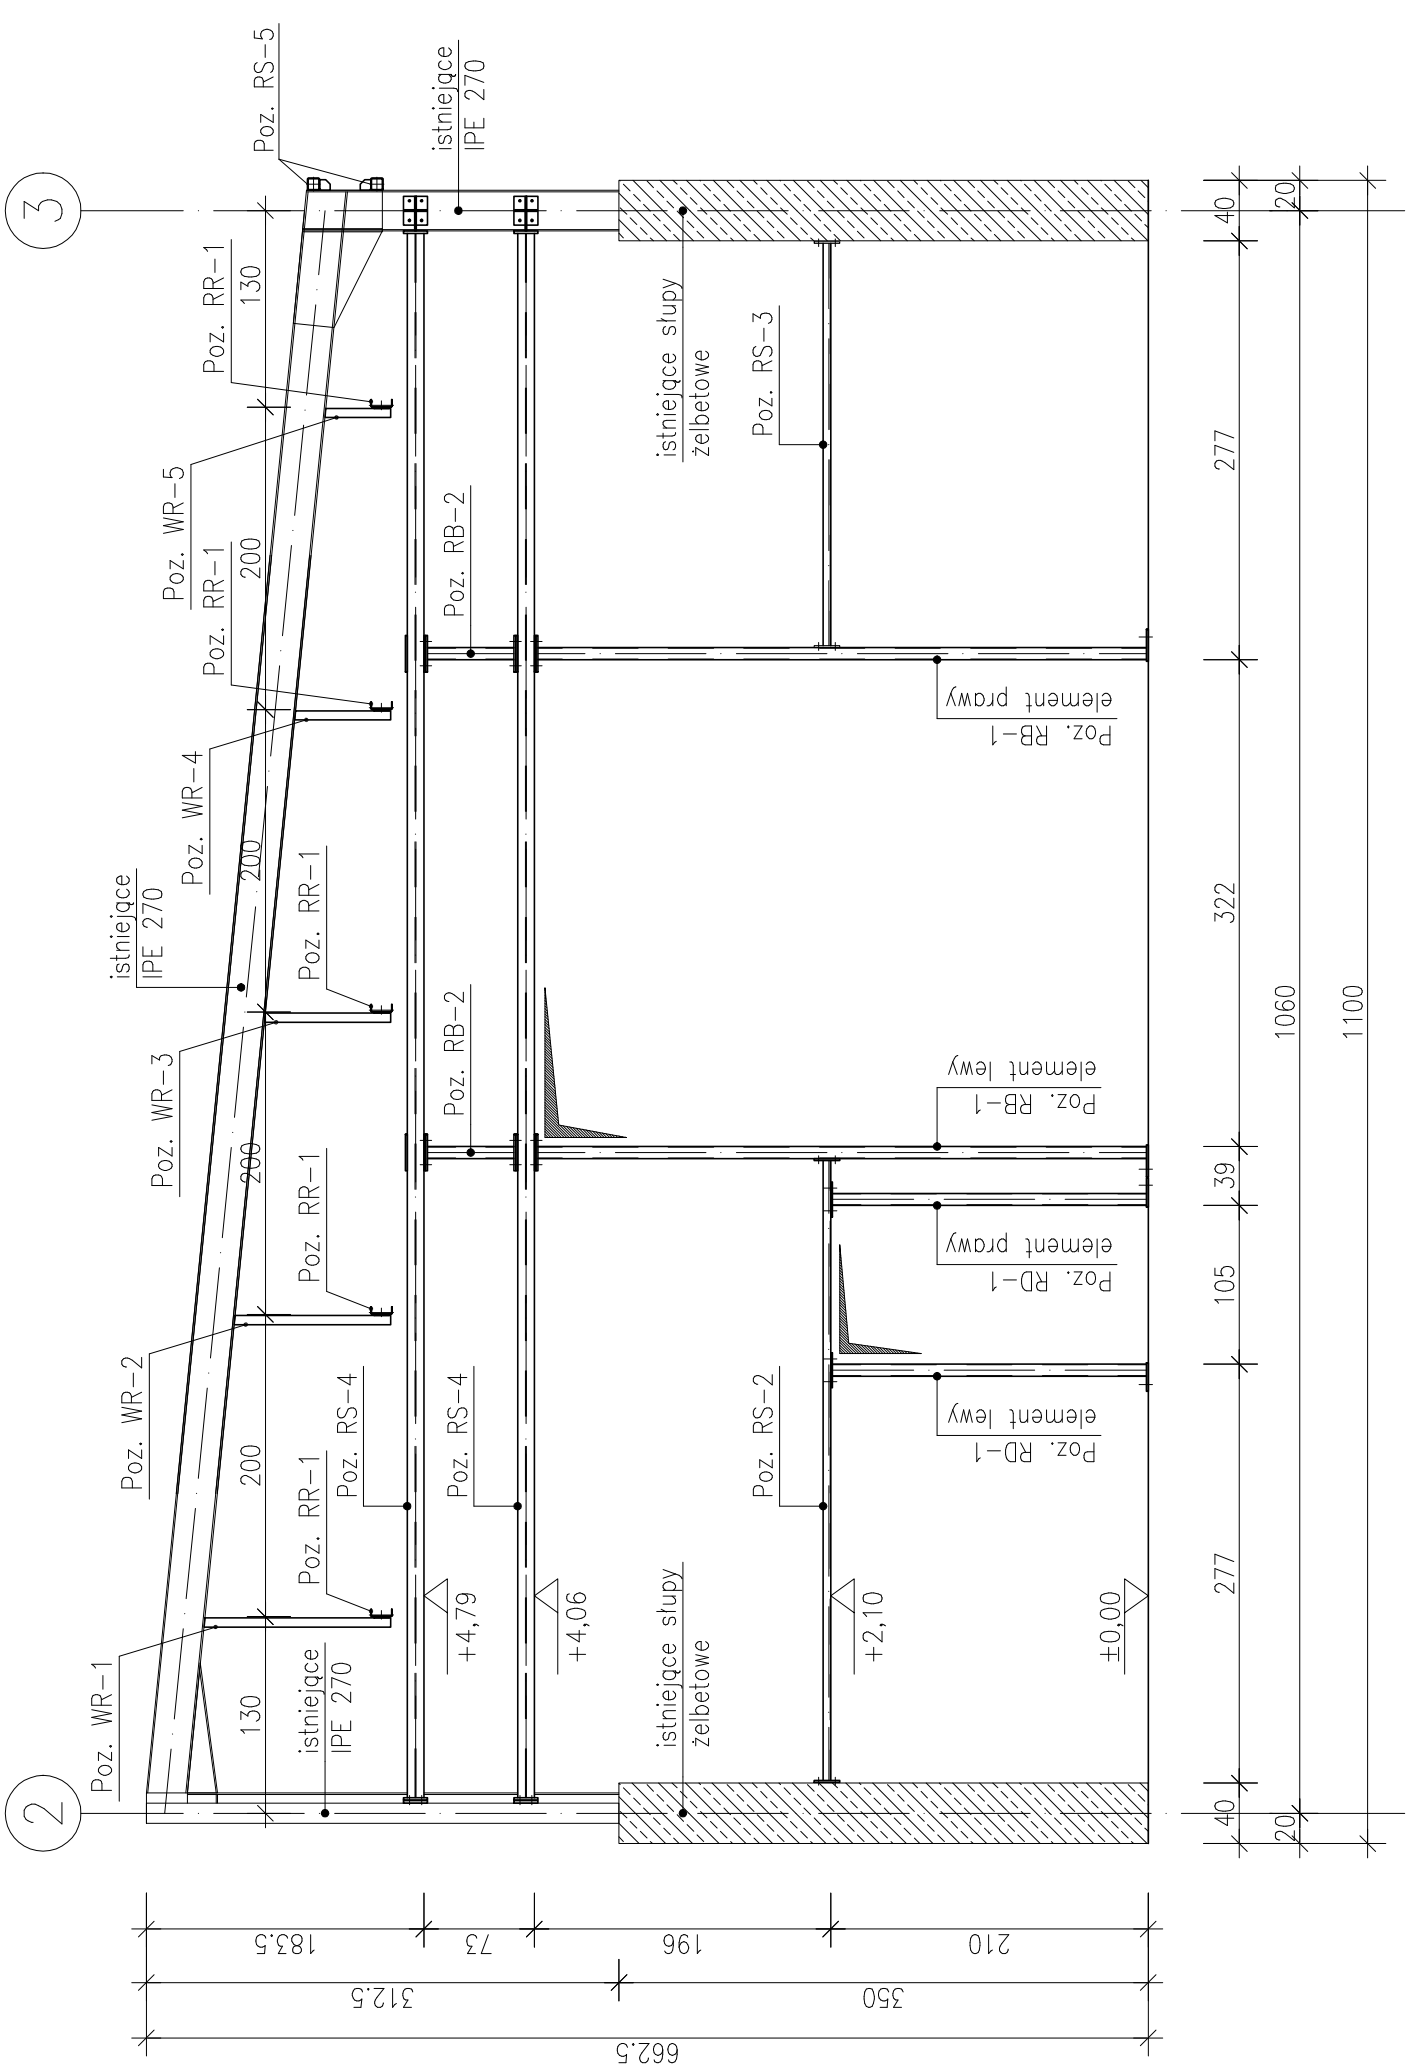 2
3
Poz. RS-5
istniejące
IPE 270
Poz. RR-1
130
Poz. WR-5
Poz. RR-1
200
Poz. RB-2
istniejące słupy
żelbetowe
Poz. RS-3
277
40
20
Poz. WR-4
200
istniejące
IPE 270
Poz. RR-1
Poz. RB-1
element prawy
322
1060
1100
Poz. WR-3
200
Poz. RB-2
Poz. RR-1
Poz. RB-1
element lewy
39
Poz. RD-1
element prawy
105
Poz. WR-2
200
Poz. RR-1
Poz. RS-4
Poz. RS-4
Poz. RS-2
Poz. RD-1
element lewy
277
Poz. WR-1
130
istniejące
IPE 270
+4,79
+4,06
istniejące słupy
żelbetowe
+2,10
±0,00
40
20
183.5
73
196
210
312.5
350
662.5